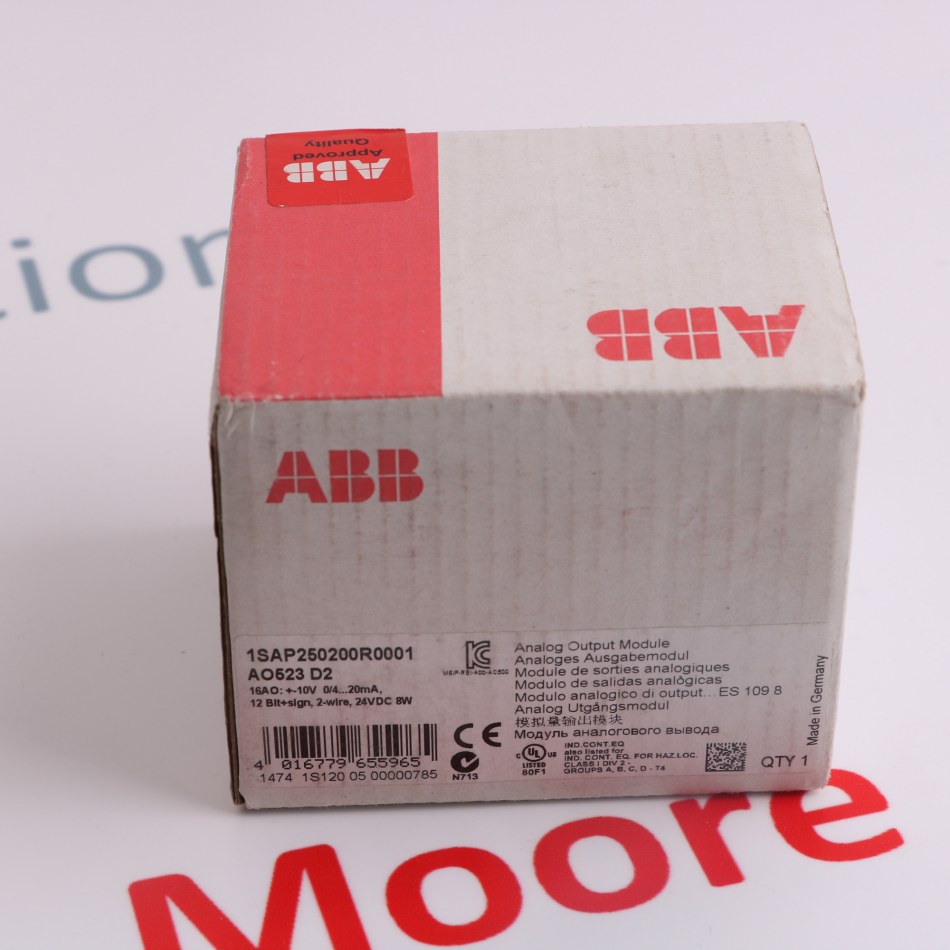 tion
ABB
Approved
Quality
ABB
ABB
1SAP250200R0001
AO523 D2
16AO: +-10V 0/4...20mA,
12 Bit+sign, 2-wire, 24VDC 8W
Analog Output Module
Analoges Ausgabemodul
Module de sorties analogiques
Modulo de salidas analògicas
Modulo analogico di output... ES 109 8
Analog Utgångsmodul
模拟量输出模块
Модуль аналогового вывода
4 016779 655965
1474 1S120 05 00000785
CE
N713
UL
LISTED
80F1
c
us
IND.CONT.EQ
also listed for
IND. CONT. EQ. FOR HAZ.LOC.
CLASS I DIV 2 -
GROUPS A, B, C, D - T4
QTY 1
Made in Germany
Moore